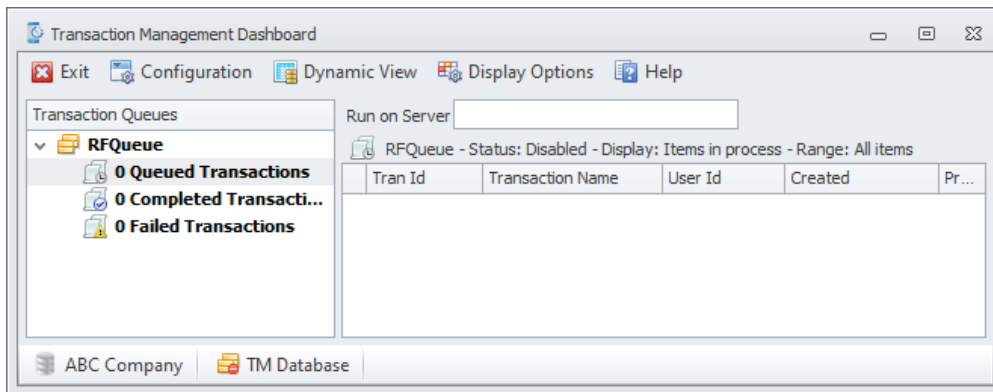 Transaction Management Dashboard
Exit Configuration Dynamic View Display Options Help
Transaction Queues
RFQueue
0 Queued Transactions
0 Completed Transacti...
0 Failed Transactions
Run on Server
RFQueue - Status: Disabled - Display: Items in process - Range: All items
Tran Id Transaction Name User Id Created Pr...
ABC Company TM Database